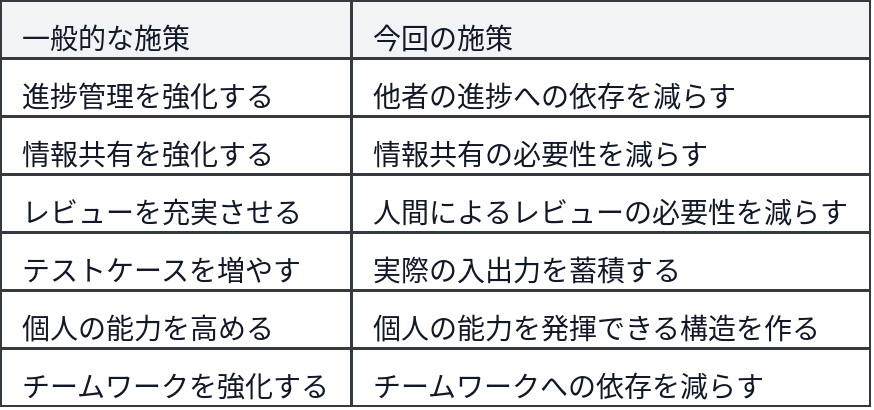 一般的な施策 今回の施策
進捗管理を強化する 他者の進捗への依存を減らす
情報共有を強化する 情報共有の必要性を減らす
レビューを充実させる 人間によるレビューの必要性を減らす
テストケースを増やす 実際の入出力を蓄積する
個人の能力を高める 個人の能力を発揮できる構造を作る
チームワークを強化する チームワークへの依存を減らす